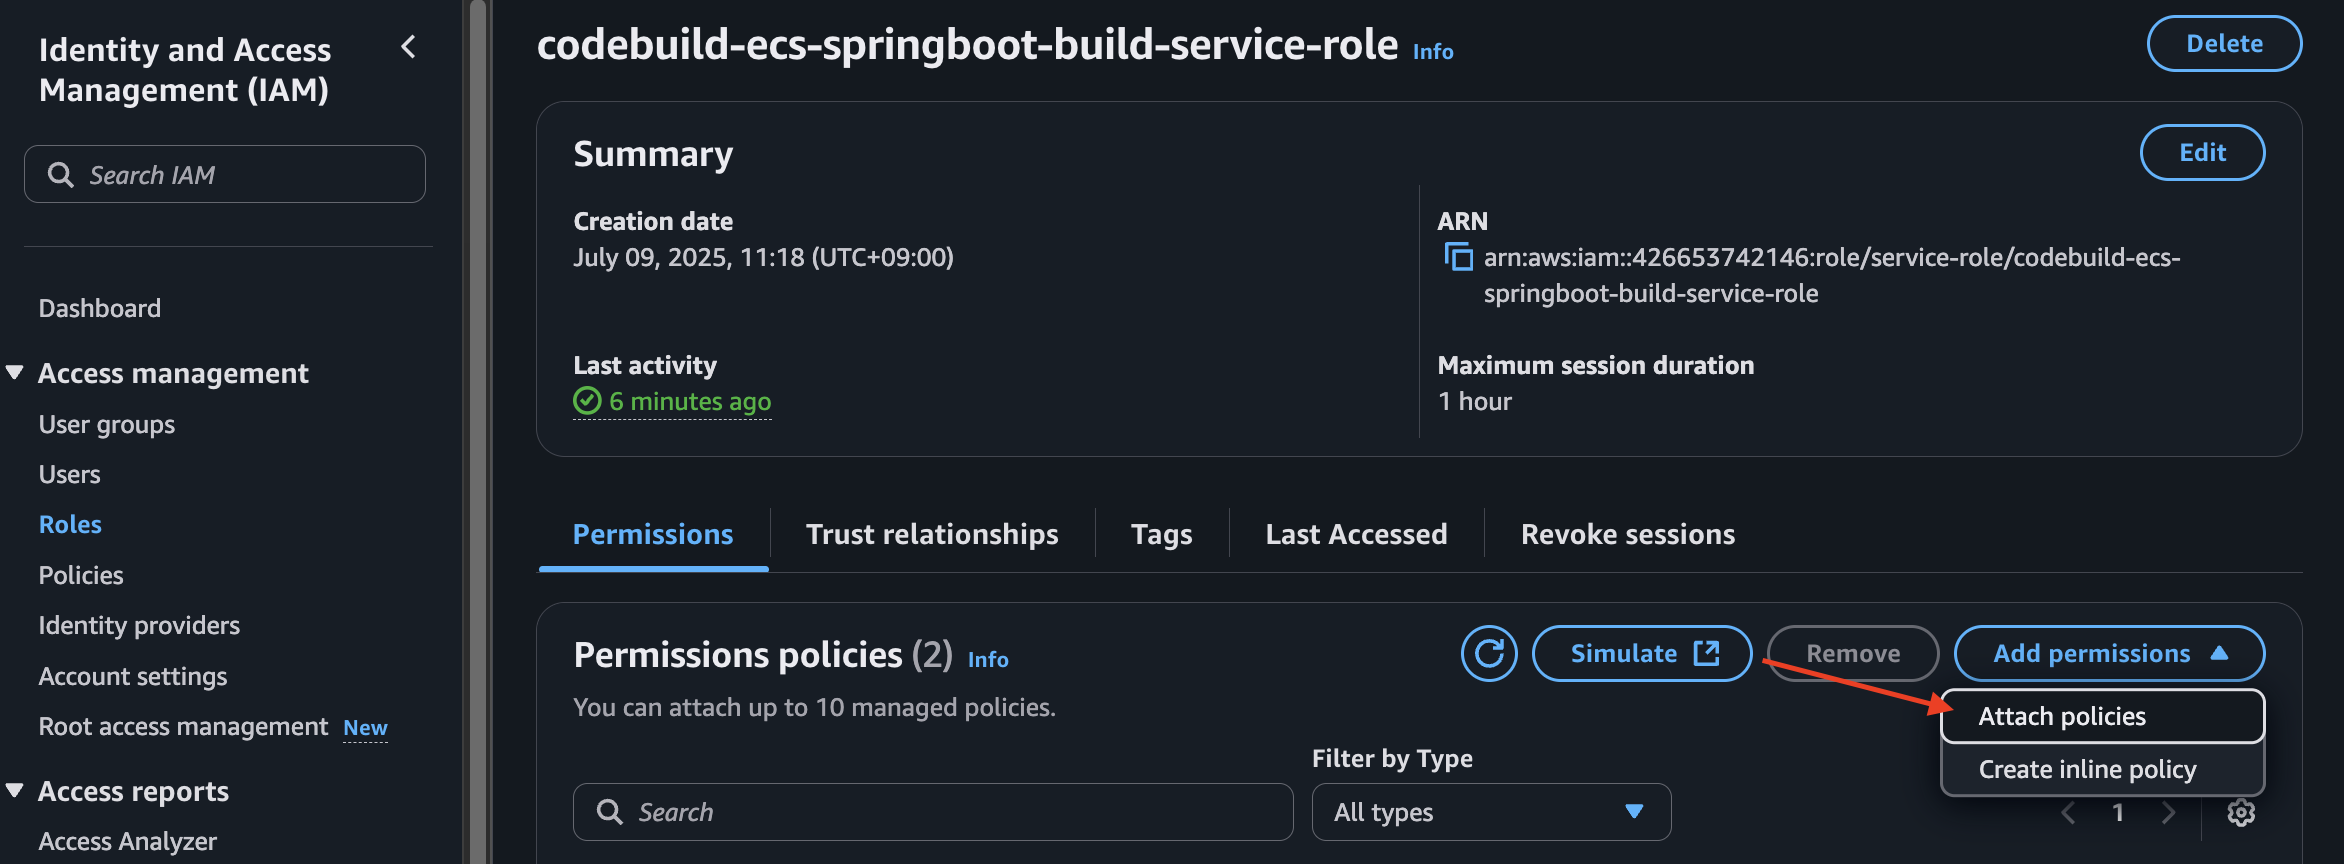 Identity and Access
Management (IAM)
Search IAM
Dashboard
Access management
User groups
Users
Roles
Policies
Identity providers
Account settings
Root access management New
Access reports
Access Analyzer
codebuild-ecs-springboot-build-service-role Info
Delete
Summary
Edit
Creation date
July 09, 2025, 11:18 (UTC+09:00)
ARN
arn:aws:iam::426653742146:role/service-role/codebuild-ecs-
springboot-build-service-role
Last activity
6 minutes ago
Maximum session duration
1 hour
Permissions
Trust relationships
Tags
Last Accessed
Revoke sessions
Permissions policies (2) Info
Simulate
Remove
Add permissions
You can attach up to 10 managed policies.
Attach policies
Create inline policy
Filter by Type
Search
All types
1